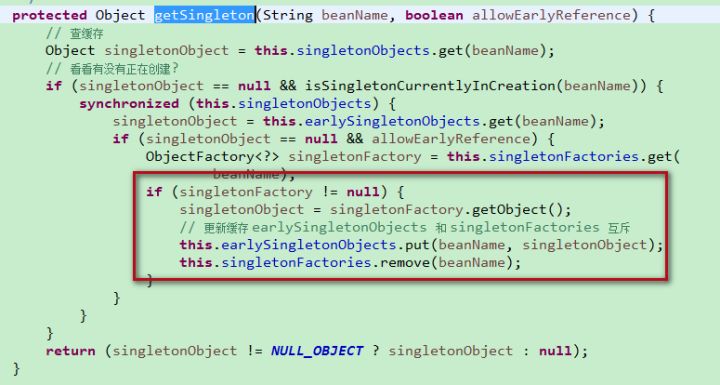 protected Object getSingleton(String beanName, boolean allowEarlyReference) {
// 查缓存
Object singletonObject = this.singletonObjects.get(beanName);
// 看看有没有正在创建?
if (singletonObject == null && isSingletonCurrentlyInCreation(beanName)) {
synchronized (this.singletonObjects) {
singletonObject = this.earlySingletonObjects.get(beanName);
if (singletonObject == null && allowEarlyReference) {
ObjectFactory<?> singletonFactory = this.singletonFactories.get(
beanName);
if (singletonFactory != null) {
singletonObject = singletonFactory.getObject();
// 更新缓存 earlySingletonObjects 和 singletonFactories 互斥
this.earlySingletonObjects.put(beanName, singletonObject);
this.singletonFactories.remove(beanName);
}
}
}
}
return (singletonObject != NULL_OBJECT ? singletonObject : null);
}